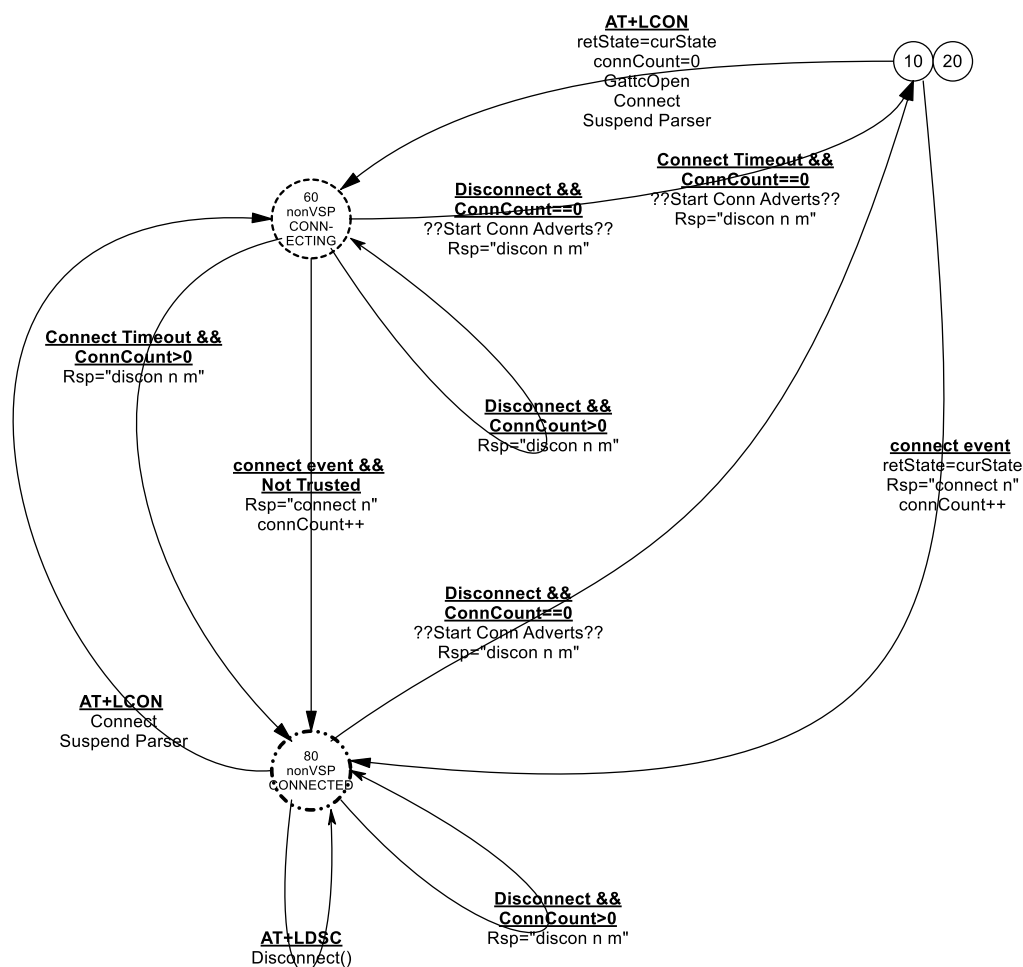 AT+LCON
retState=curState
connCount=0
GattcOpen
Connect
Suspend Parser
10
20
Connect Timeout &&
ConnCount==0
??Start Conn Adverts??
Rsp="discon n m"
Disconnect &&
ConnCount==0
??Start Conn Adverts??
Rsp="discon n m"
60
nonVSP
CONN-
ECTING
Connect Timeout &&
ConnCount>0
Rsp="discon n m"
Disconnect &&
ConnCount>0
Rsp="discon n m"
connect event &&
Not Trusted
Rsp="connect n"
connCount++
connect event
retState=curState
Rsp="connect n"
connCount++
Disconnect &&
ConnCount==0
??Start Conn Adverts??
Rsp="discon n m"
AT+LCON
Connect
Suspend Parser
80
nonVSP
CONNECTED
Disconnect &&
ConnCount>0
Rsp="discon n m"
AT+LDSC
Disconnect()